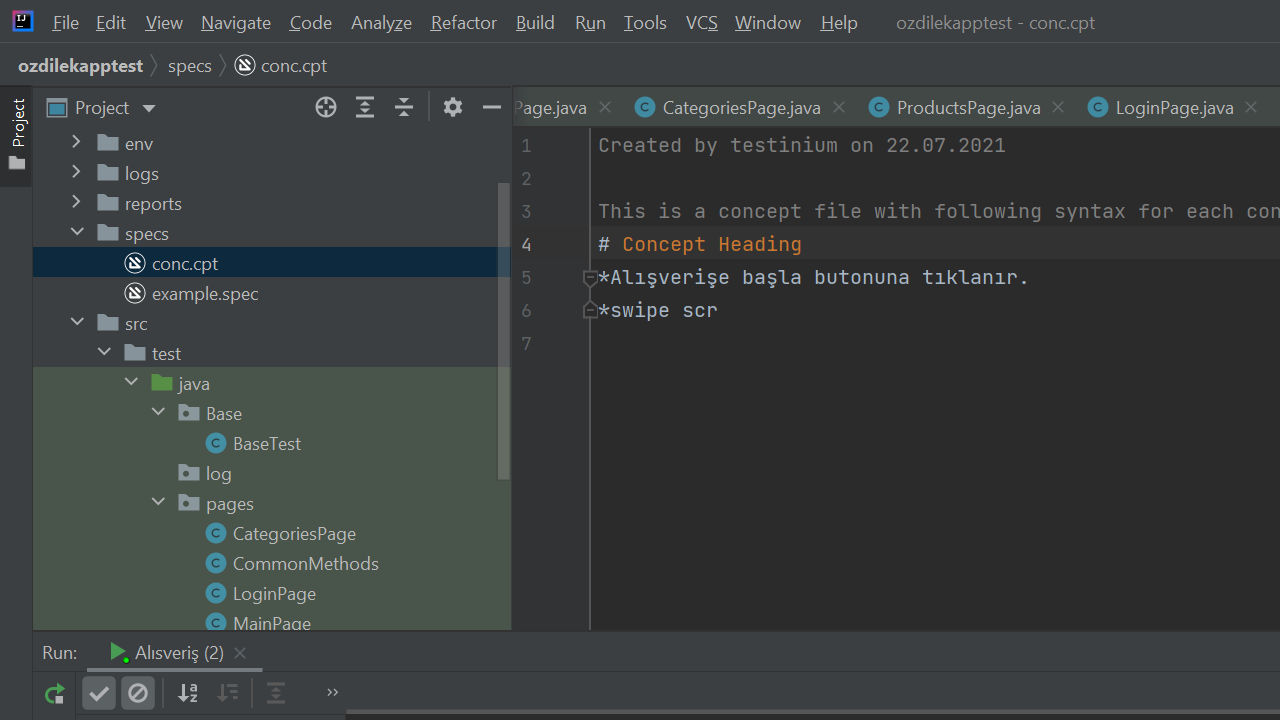 File Edit View Navigate Code Analyze Refactor Build Run Tools VCS Window Help ozdilekapptest - conc.cpt
ozdilekapptest specs conc.cpt
Project
Project
Page.java CategoriesPage.java ProductsPage.java LoginPage.java
env
logs
reports
specs
conc.cpt
example.spec
src
test
java
Base
BaseTest
log
pages
CategoriesPage
CommonMethods
LoginPage
MainPage
1 Created by testinium on 22.07.2021
2
3 This is a concept file with following syntax for each con
4 # Concept Heading
5 *Alışverişe başla butonuna tıklanır.
6 *swipe scr
7
Run: Alısveriş (2)